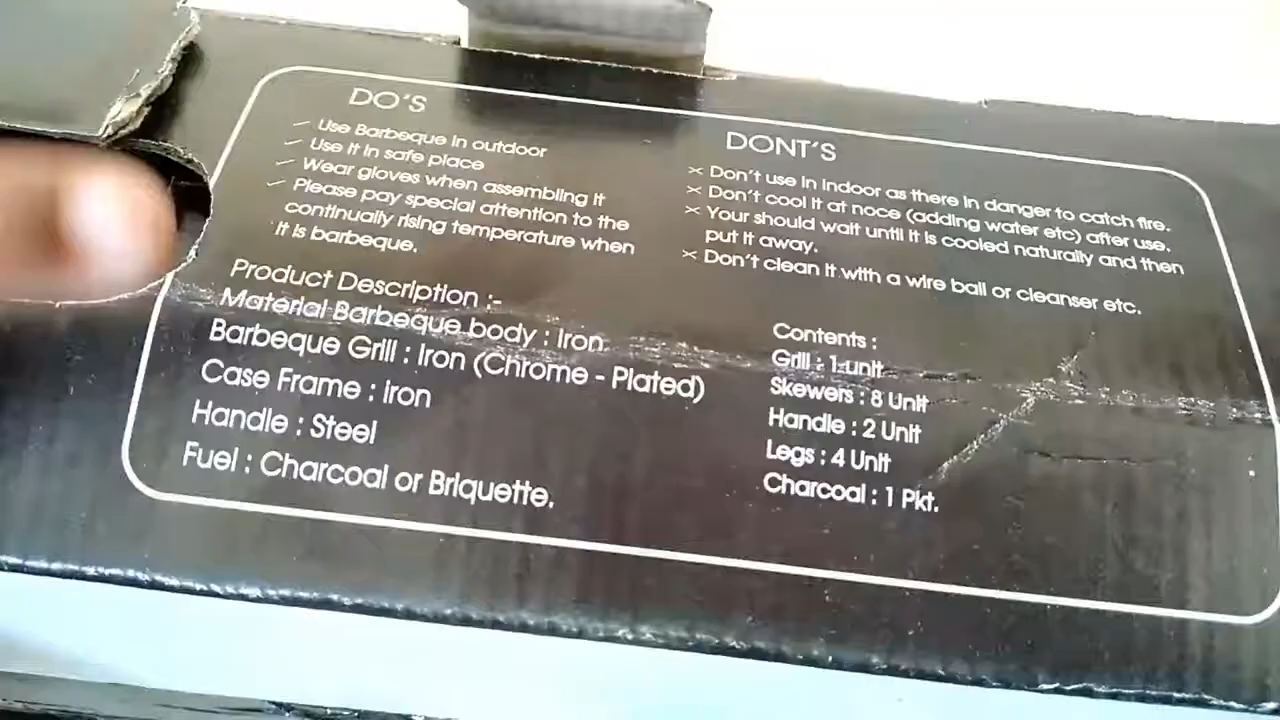 DO'S
Use Barbeque in outdoor
Use it in safe place
Wear gloves when assembling it
Please pay special attention to the
continually rising temperature when
it is barbeque.
DONT'S
Don't use in indoor as there in danger to catch fire.
Don't cool it at noce (adding water etc) after use.
Your should wait until it is cooled naturally and then
put it away.
Don't clean it with a wire ball or cleanser etc.
Product Description :-
Material Barbeque body : Iron
Barbeque Grill : Iron (Chrome - Plated)
Case Frame : iron
Handle : Steel
Fuel : Charcoal or Briquette.
Contents :
Grill : 1 unit
Skewers : 8 Unit
Handle : 2 Unit
Legs : 4 Unit
Charcoal : 1 Pkt.